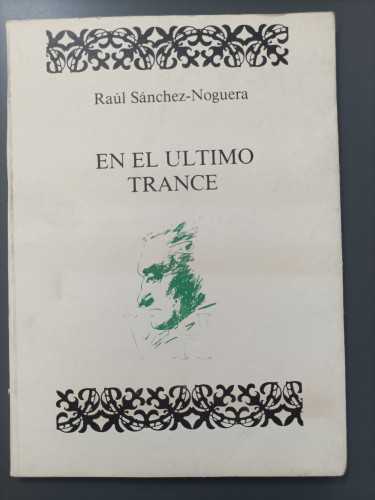 Raúl Sánchez-Noguera
EN EL ULTIMO
TRANCE